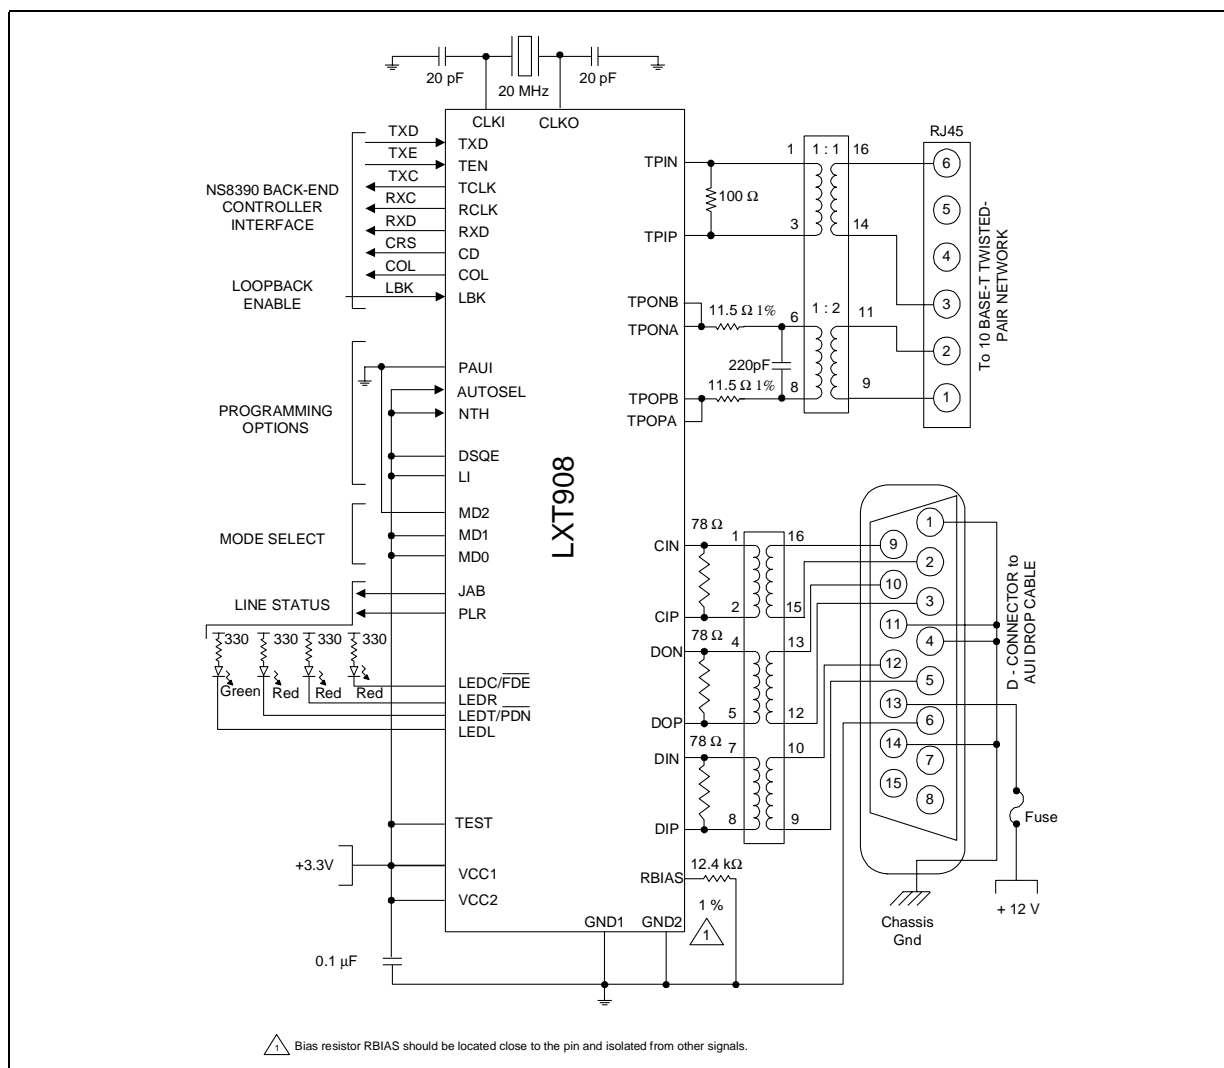 20 pF
20 MHz
20 pF
CLKI
CLKO
NS8390 BACK-END
CONTROLLER
INTERFACE
LOOPBACK
ENABLE
TXD
TXE
TXC
RXC
RXD
CRS
COL
LBK
TXD
TEN
TCLK
RCLK
RXD
CD
COL
LBK
PROGRAMMING
OPTIONS
PAUI
AUTOSEL
NTH
DSQE
LI
MODE SELECT
MD2
MD1
MD0
LINE STATUS
JAB
PLR
330
330
330
330
Green
Red
Red
Red
LEDC/FDE
LEDR
LEDT/PDN
LEDL
TEST
+3.3V
VCC1
VCC2
0.1 µF
LXT908
GND1
GND2
TPIN
TPIP
100 Ω
1
1 : 1
16
3
14
TPONB
TPONA
11.5 Ω 1%
6
1 : 2
11
220pF
11.5 Ω 1%
8
9
TPOPB
TPOPA
RJ45
6
5
4
3
2
1
To 10 BASE-T TWISTED-
PAIR NETWORK
CIN
78 Ω
1
16
CIP
2
15
DON
78 Ω
4
13
DOP
5
12
DIN
78 Ω
7
10
DIP
8
9
RBIAS
12.4 kΩ
1 %
1
1
9
2
10
3
11
4
12
5
13
6
14
7
15
8
D - CONNECTOR to
AUI DROP CABLE
Fuse
+ 12 V
Chassis
Gnd
1 Bias resistor RBIAS should be located close to the pin and isolated from other signals.